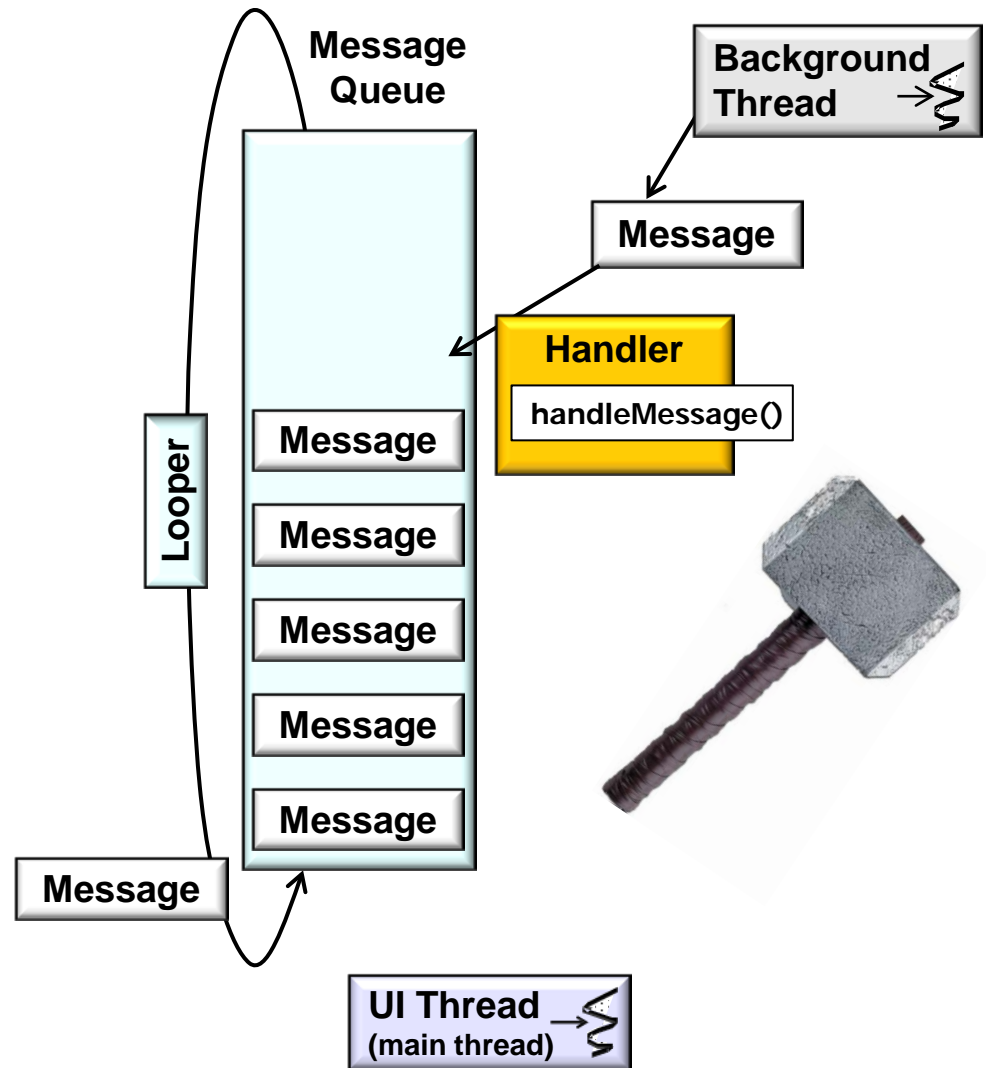 Message
Queue
Background
Thread
Message
Handler
handleMessage()
Message
Looper
Message
Message
Message
Message
Message
UI Thread
(main thread)